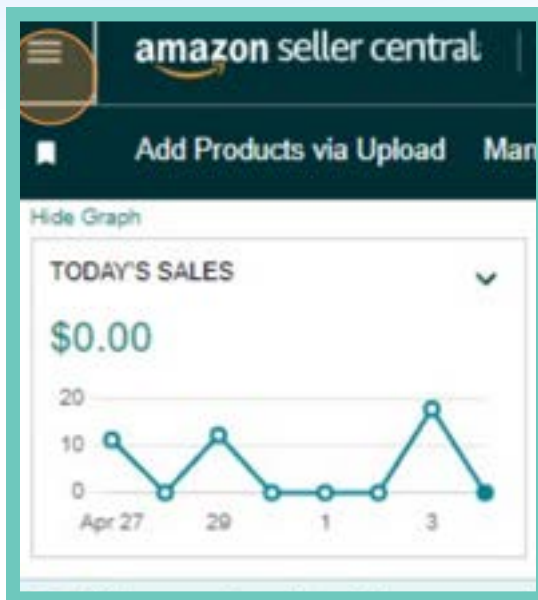 amazon seller central
Add Products via Upload Man
Hide Graph
TODAY'S SALES
$0.00
20
10
0
Apr 27 29 1 3